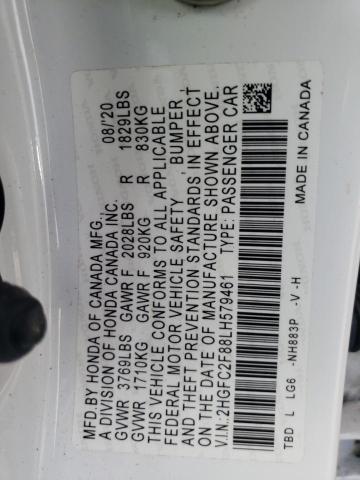 MFD.BY HONDA OF CANADA MFG., 08/'20
A DIVISION OF HONDA CANADA INC.
GVWR 3769LBS GAWR F 2028LBS R 1829LBS
GVWR 1710KG GAWR F 920KG R 830KG
THIS VEHICLE CONFORMS TO ALL APPLICABLE
FEDERAL MOTOR VEHICLE SAFETY, BUMPER,
AND THEFT PREVENTION STANDARDS IN EFFECT
ON THE DATE OF MANUFACTURE SHOWN ABOVE.
V.I.N.:2HGFC2F88LH579461 TYPE: PASSENGER CAR
TBD L LG6 -NH883P -V -H MADE IN CANADA